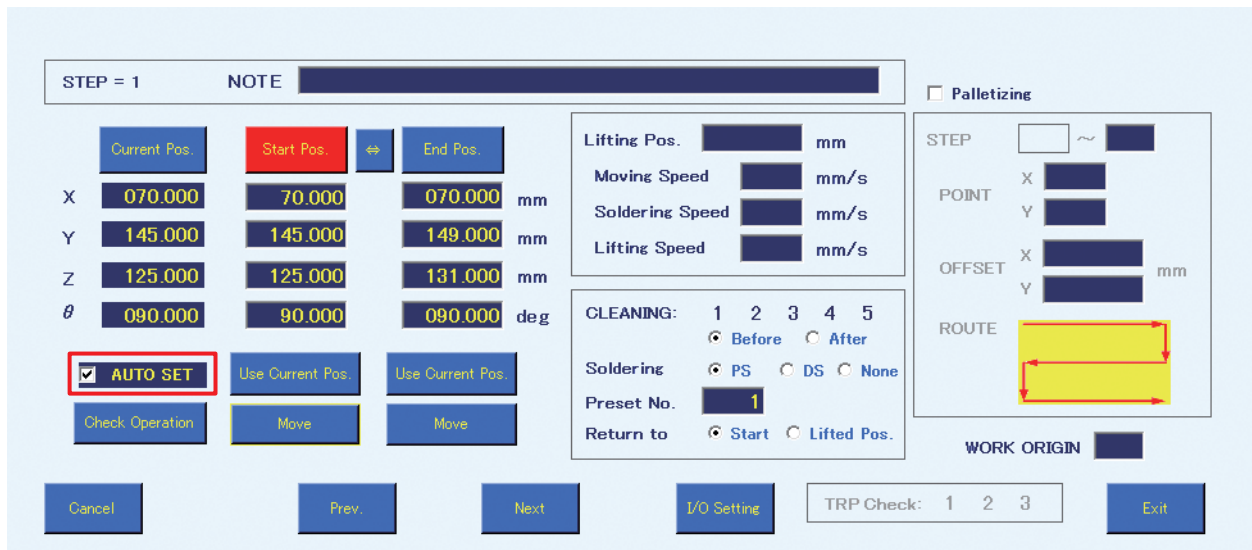 STEP = 1 NOTE
Palletizing
Current Pos. Start Pos. ⇔ End Pos.
X 070.000 70.000 070.000 mm
Y 145.000 145.000 149.000 mm
Z 125.000 125.000 131.000 mm
θ 090.000 90.000 090.000 deg
AUTO SET Use Current Pos. Use Current Pos.
Check Operation Move Move
Lifting Pos. mm
Moving Speed mm/s
Soldering Speed mm/s
Lifting Speed mm/s
CLEANING: 1 2 3 4 5
Before After
Soldering PS DS None
Preset No. 1
Return to Start Lifted Pos.
STEP ~
POINT X
Y
OFFSET X
Y mm
ROUTE
WORK ORIGIN
Cancel Prev. Next I/O Setting TRP Check: 1 2 3 Exit